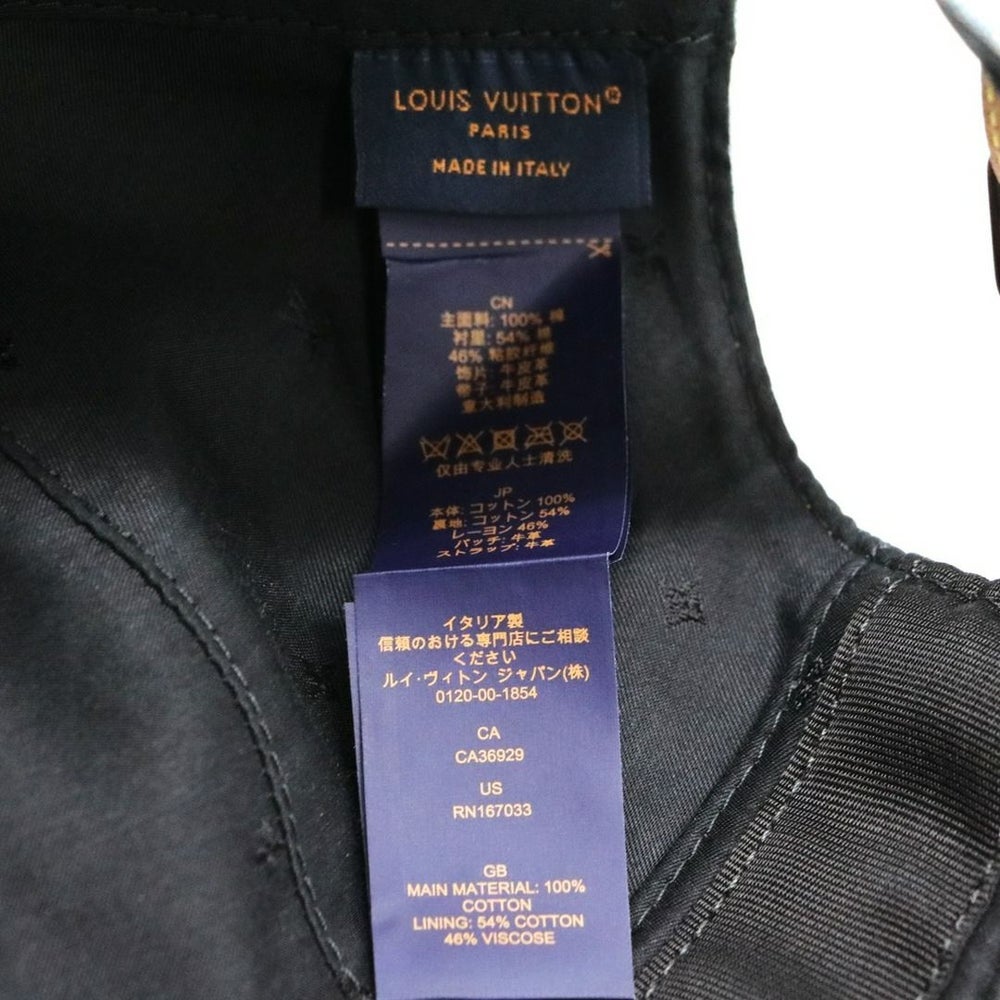 LOUIS VUITTON®
PARIS
MADE IN ITALY
CN
主面料: 100% 棉
衬里: 54% 棉
46% 粘胶纤维
饰片: 牛皮革
带子: 牛皮革
意大利制造
仅由专业人士清洗
JP
本体: コットン 100%
裏地: コットン 54%
レーヨン 46%
パッチ: 牛革
ストラップ: 牛革
イタリア製
信頼のおける専門店にご相談
ください
ルイ·ヴィトン ジャパン(株)
0120-00-1854
CA
CA36929
US
RN167033
GB
MAIN MATERIAL: 100%
COTTON
LINING: 54% COTTON
46% VISCOSE